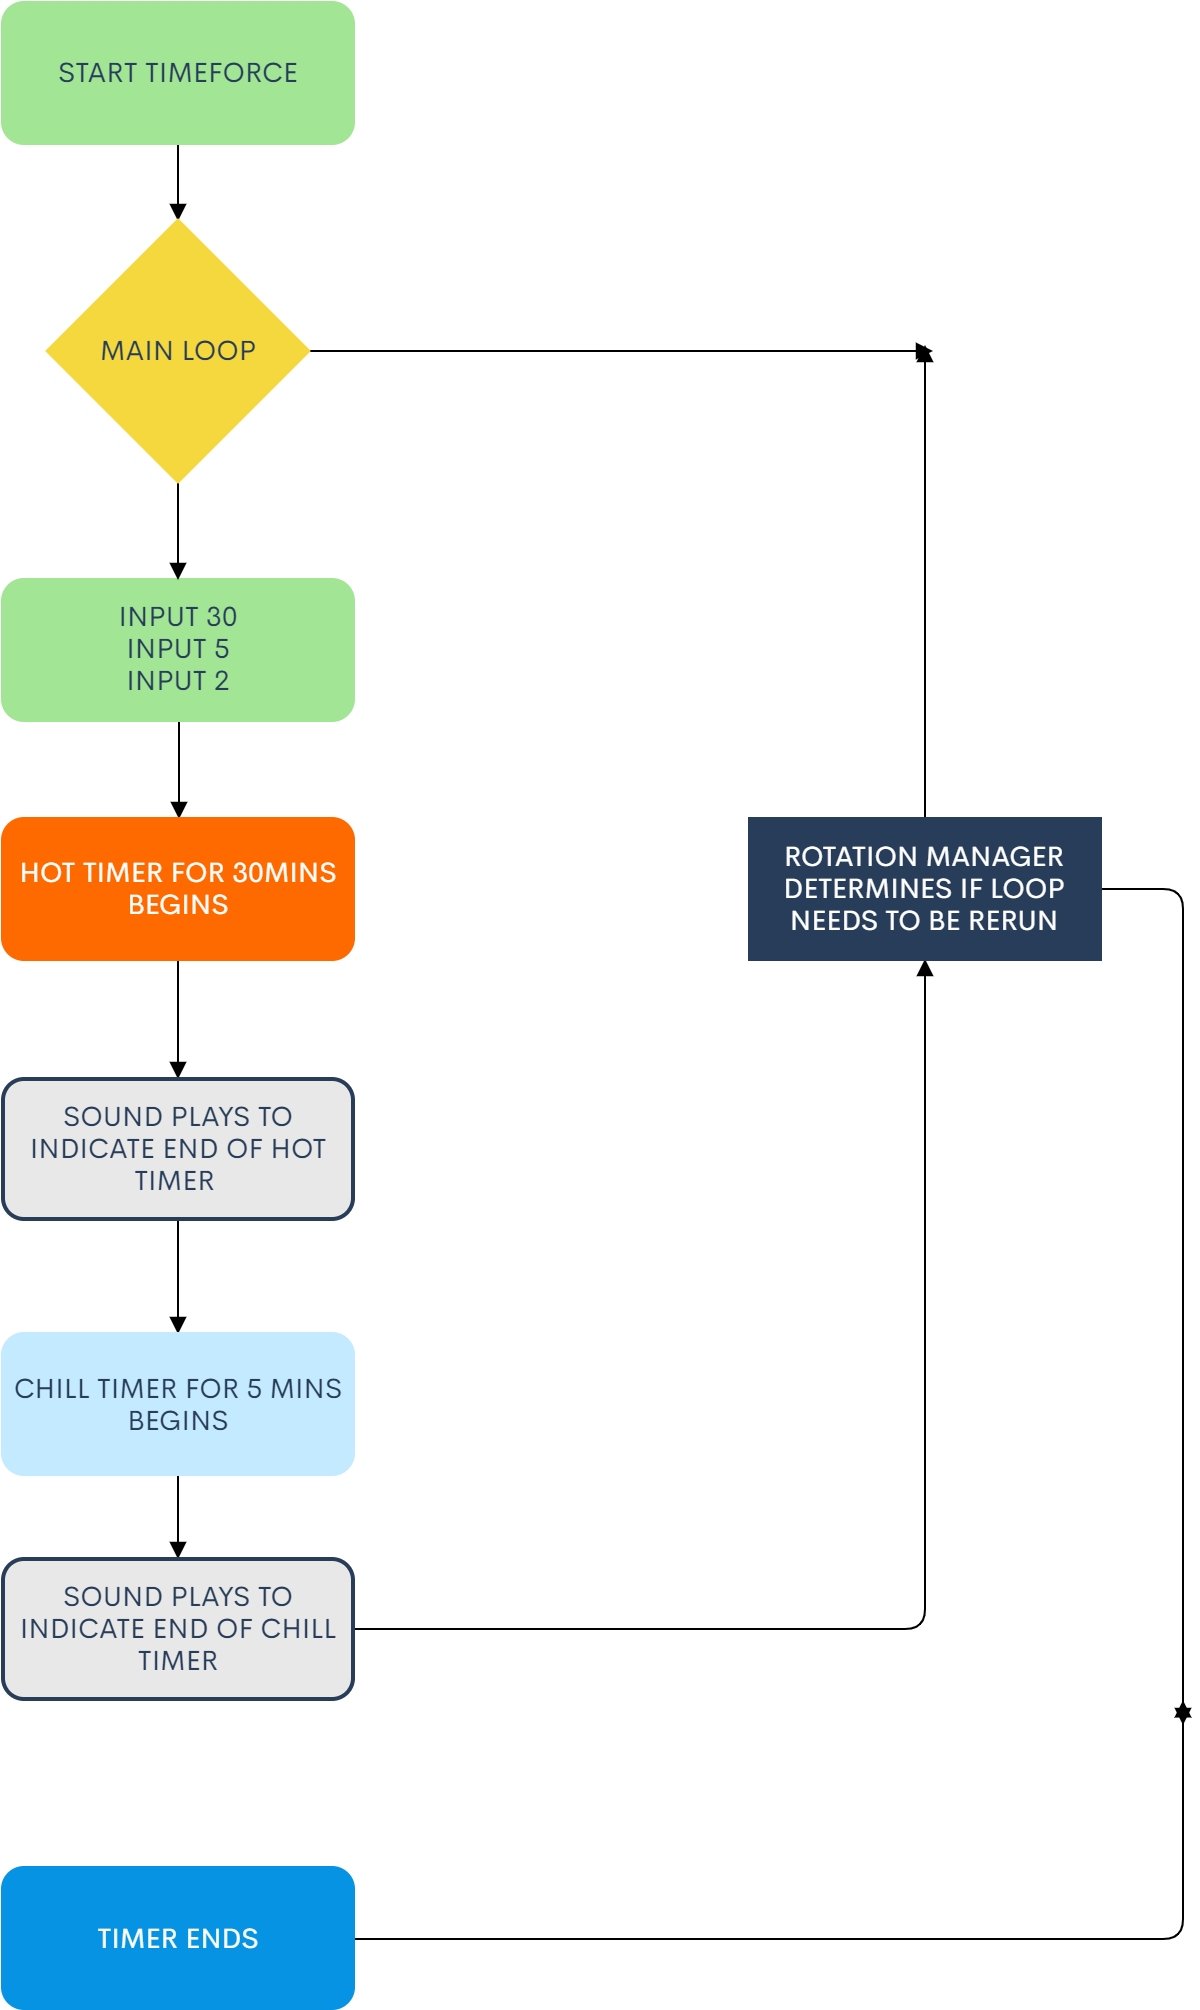 START TIMEFORCE
MAIN LOOP
INPUT 30
INPUT 5
INPUT 2
HOT TIMER FOR 30MINS
BEGINS
ROTATION MANAGER
DETERMINES IF LOOP
NEEDS TO BE RERUN
SOUND PLAYS TO
INDICATE END OF HOT
TIMER
CHILL TIMER FOR 5 MINS
BEGINS
SOUND PLAYS TO
INDICATE END OF CHILL
TIMER
TIMER ENDS